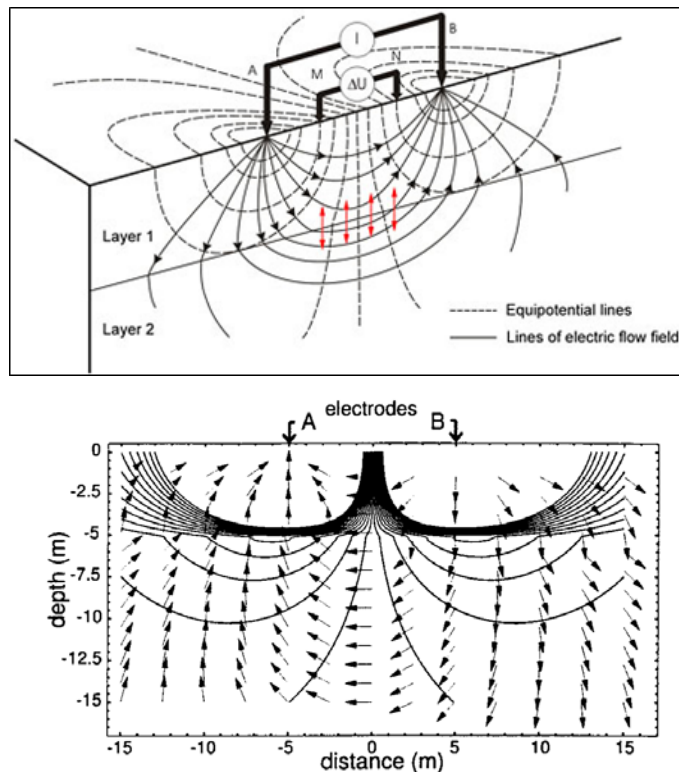 I
B
A
M
N
ΔU
Layer 1
Layer 2
Equipotential lines
Lines of electric flow field
electrodes
A
B
0
-2.5
-5
-7.5
-10
-12.5
-15
depth (m)
-15
-10
-5
0
5
10
15
distance (m)